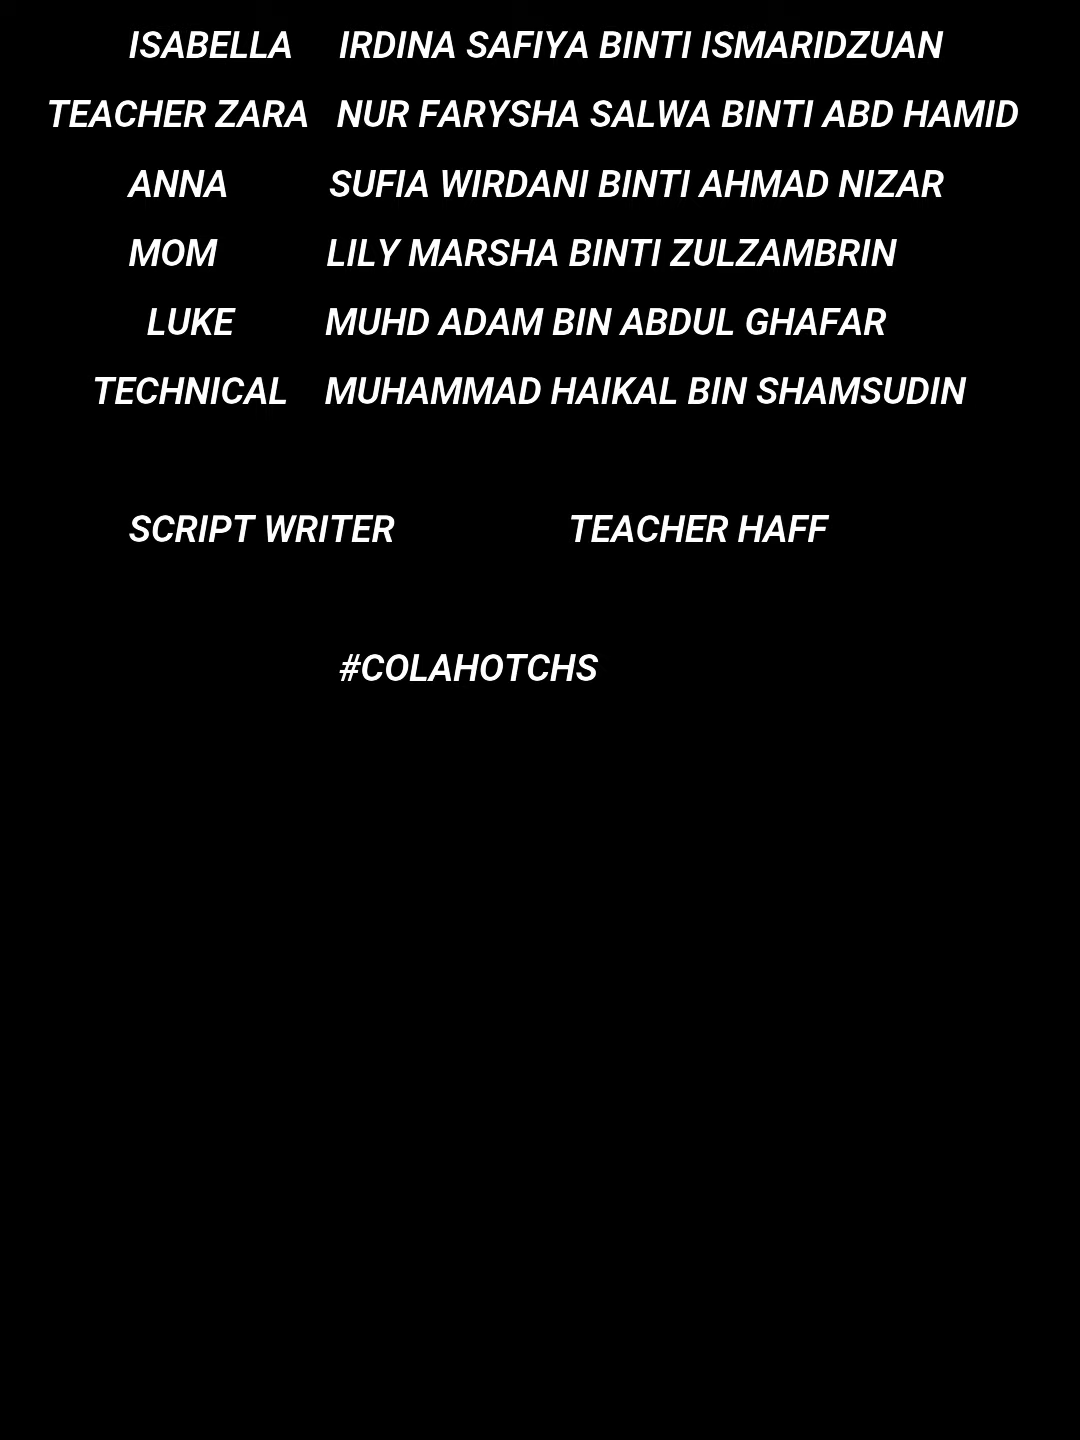 ISABELLA IRDINA SAFIYA BINTI ISMARIDZUAN
TEACHER ZARA NUR FARYSHA SALWA BINTI ABD HAMID
ANNA SUFIA WIRDANI BINTI AHMAD NIZAR
MOM LILY MARSHA BINTI ZULZAMBRIN
LUKE MUHD ADAM BIN ABDUL GHAFAR
TECHNICAL MUHAMMAD HAIKAL BIN SHAMSUDIN
SCRIPT WRITER TEACHER HAFF
#COLAHOTCHS